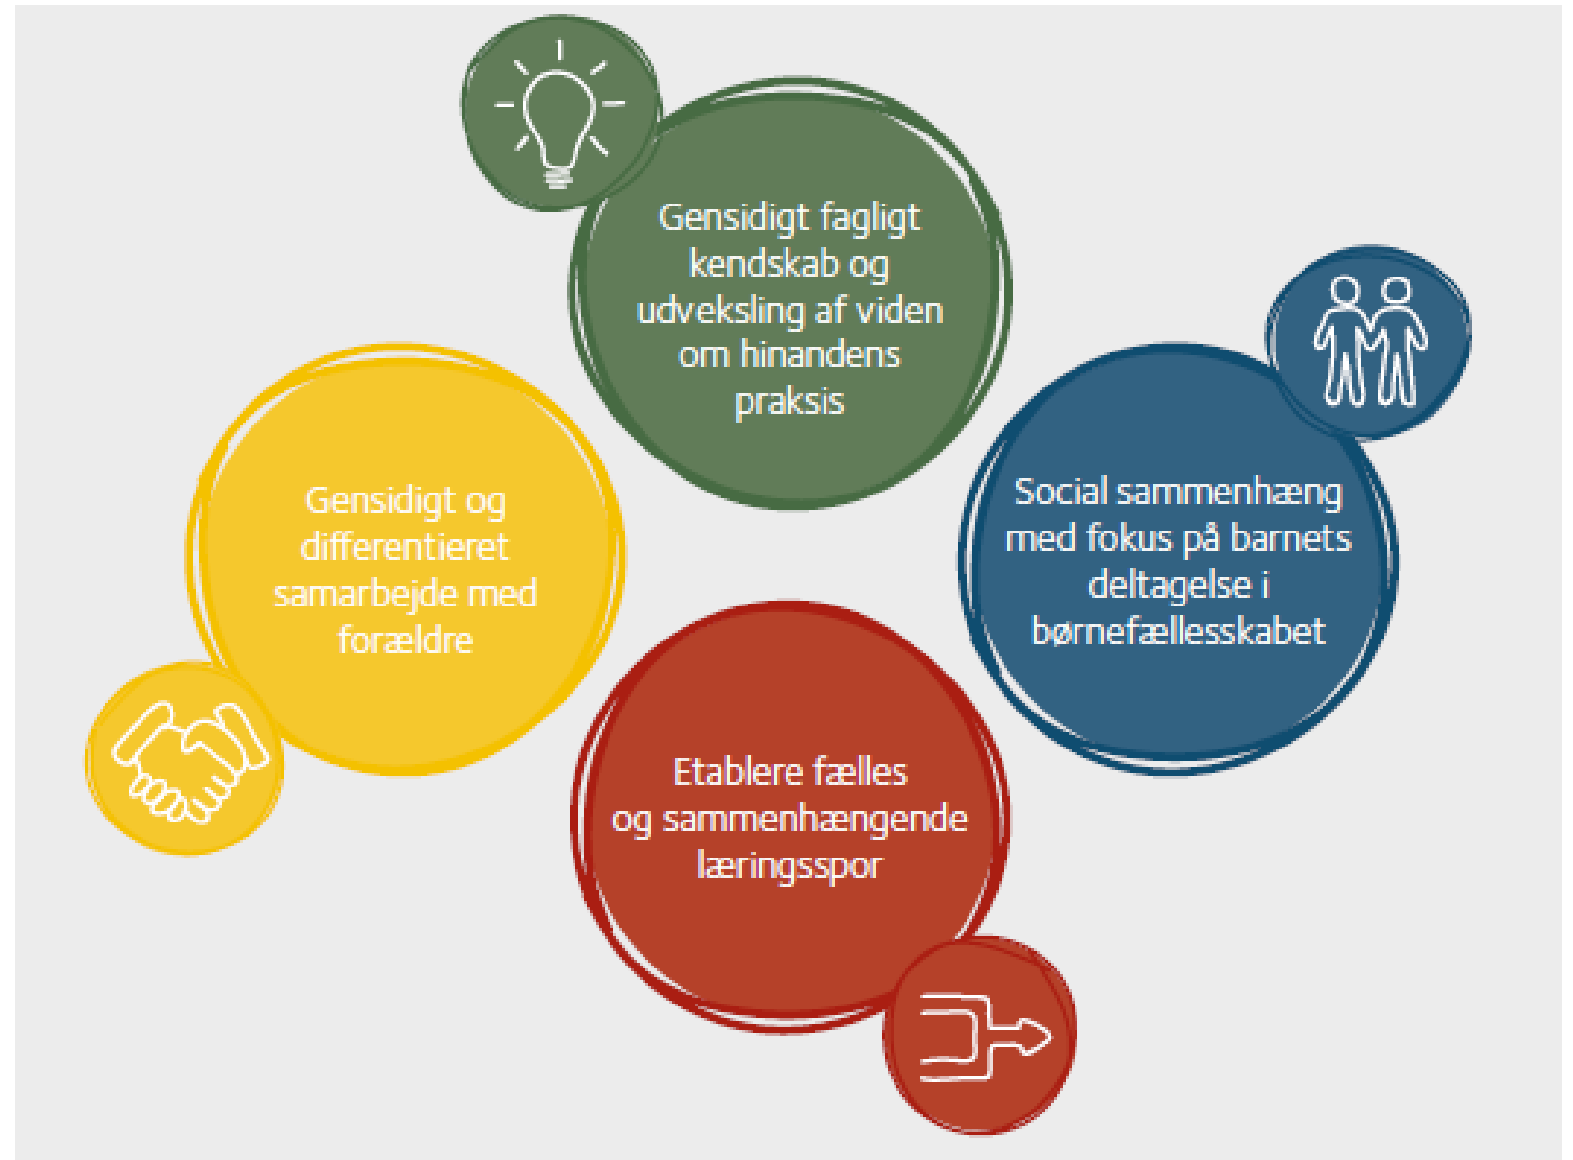 Gensidigt fagligt
kendskab og
udveksling af viden
om hinandens
praksis
Gensidigt og
differentieret
samarbejde med
forældre
Social sammenhæng
med fokus på barnets
deltagelse i
børnefællesskabet
Etablere fælles
og sammenhængende
læringsspor